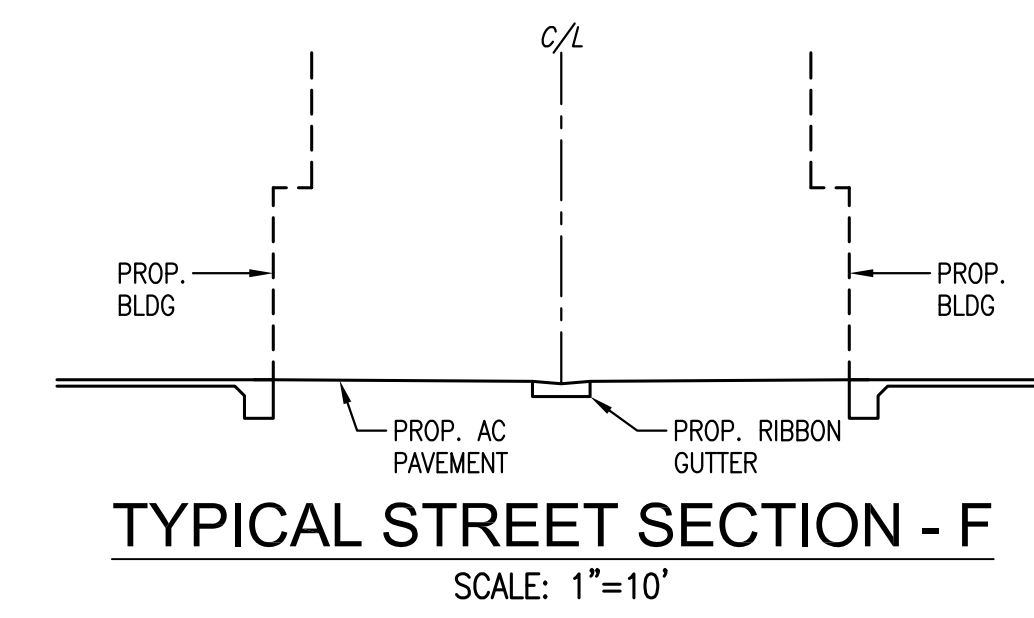 C/L
PROP.
BLDG
PROP.
BLDG
PROP. AC
PAVEMENT
PROP. RIBBON
GUTTER
TYPICAL STREET SECTION - F
SCALE: 1"=10'